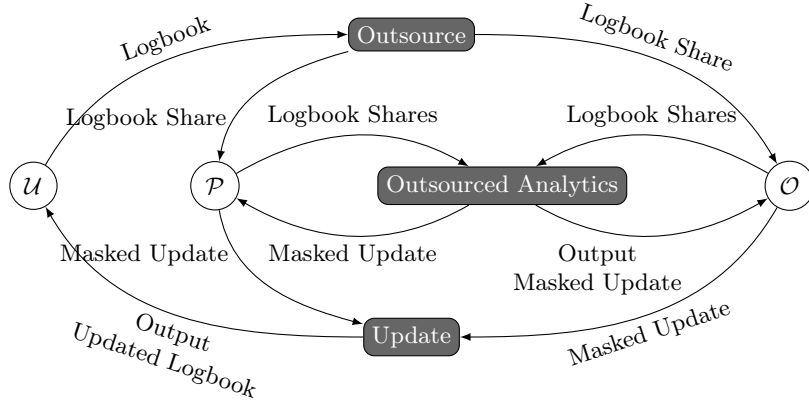 Logbook
Outsource
Logbook Share
Logbook Share
Logbook Shares
Logbook Shares
𝒰
𝒫
Outsourced Analytics
𝒪
Masked Update
Masked Update
Output
Masked Update
Output
Updated Logbook
Update
Masked Update